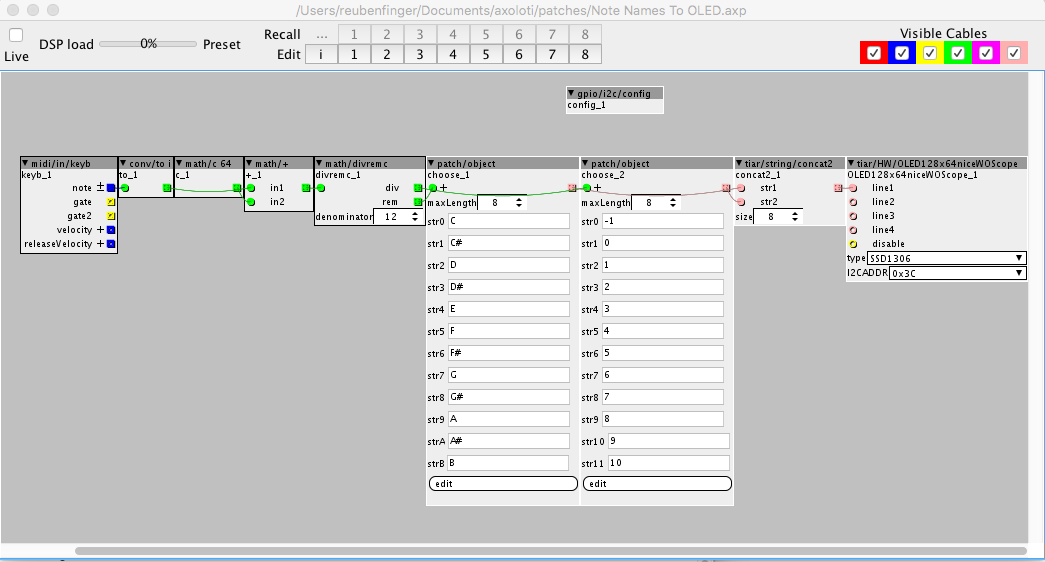 /Users/reubenfinger/Documents/axoloti/patches/Note Names To OLED.axp
Live
DSP load 0% Preset
Recall ... 1 2 3 4 5 6 7 8
Edit i 1 2 3 4 5 6 7 8
Visible Cables
gpio/i2c/config
config_1
midi/in/keyb
keyb_1
note
gate
gate2
velocity +
releaseVelocity +
conv/to i
to_1
math/c 64
c_1
math/+
+_1
in1
in2
math/divremc
divremc_1
div
rem
denominator 12
patch/object
choose_1
+
maxLength 8
str0 C
str1 C#
str2 D
str3 D#
str4 E
str5 F
str6 F#
str7 G
str8 G#
str9 A
strA A#
strB B
edit
patch/object
choose_2
+
maxLength 8
str0 -1
str1 0
str2 1
str3 2
str4 3
str5 4
str6 5
str7 6
str8 7
str9 8
str10 9
str11 10
edit
tiar/string/concat2
concat2_1
str1
str2
size 8
tiar/HW/OLED128x64niceWOScope
OLED128x64niceWOScope_1
line1
line2
line3
line4
disable
type SSD1306
I2CADDR 0x3C